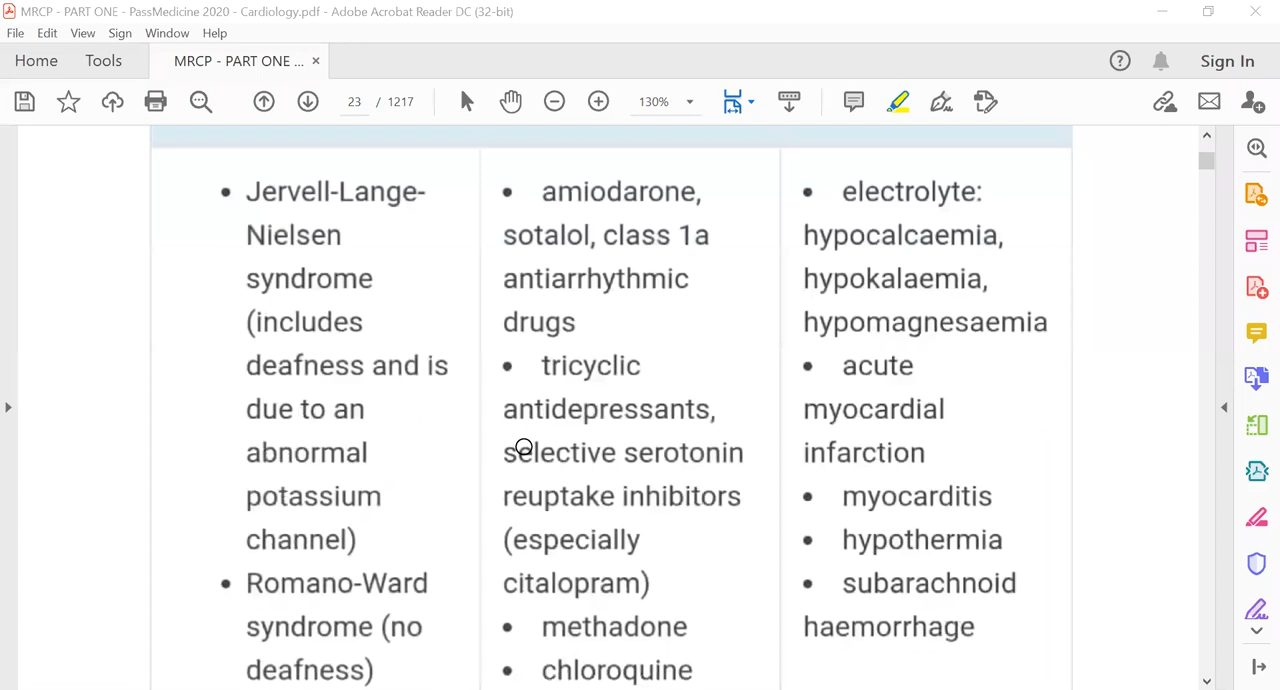 MRCP - PART ONE - PassMedicine 2020 - Cardiology.pdf - Adobe Acrobat Reader DC (32-bit)
File Edit View Sign Window Help
Home Tools MRCP - PART ONE ... × Sign In
23 / 1217 130%
• Jervell-Lange-
Nielsen
syndrome
(includes
deafness and is
due to an
abnormal
potassium
channel)
• Romano-Ward
syndrome (no
deafness)
• amiodarone,
sotalol, class 1a
antiarrhythmic
drugs
• tricyclic
antidepressants,
selective serotonin
reuptake inhibitors
(especially
citalopram)
• methadone
• chloroquine
• electrolyte:
hypocalcaemia,
hypokalaemia,
hypomagnesaemia
• acute
myocardial
infarction
• myocarditis
• hypothermia
• subarachnoid
haemorrhage